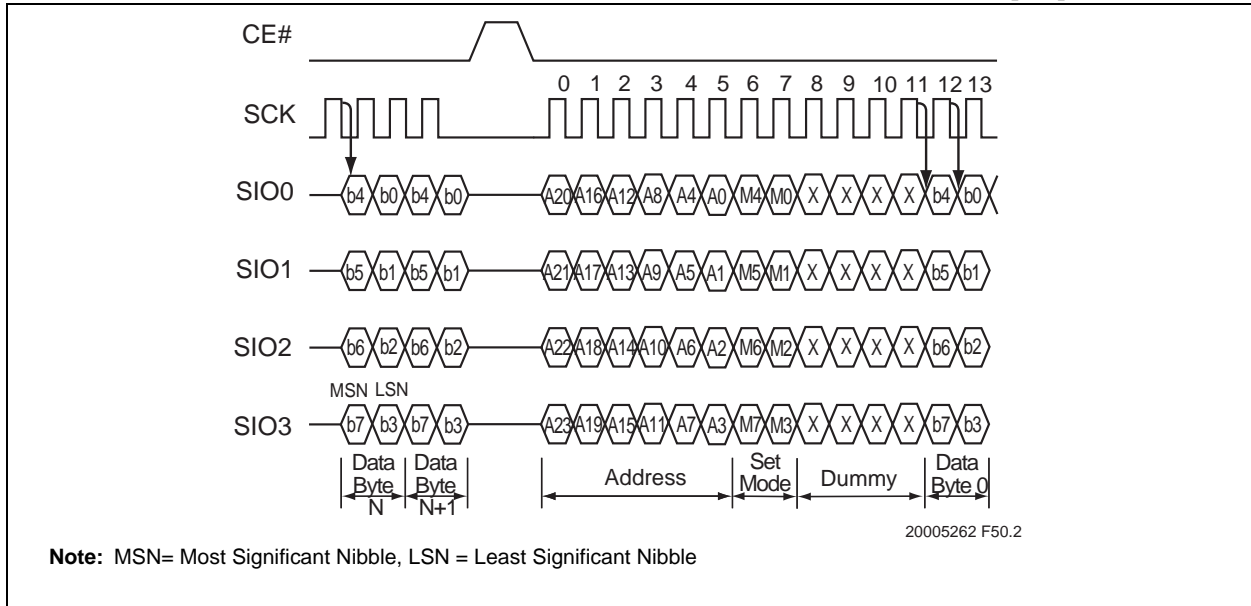 CE#
0 1 2 3 4 5 6 7 8 9 10 11 12 13
SCK
SIO0 b4 b0 b4 b0 A20 A16 A12 A8 A4 A0 M4 M0 X X X X b4 b0
SIO1 b5 b1 b5 b1 A21 A17 A13 A9 A5 A1 M5 M1 X X X X b5 b1
SIO2 b6 b2 b6 b2 A22 A18 A14 A10 A6 A2 M6 M2 X X X X b6 b2
MSN LSN
SIO3 b7 b3 b7 b3 A23 A19 A15 A11 A7 A3 M7 M3 X X X X b7 b3
Data Byte N
Data Byte N+1
Address
Set Mode
Dummy
Data Byte 0
20005262 F50.2
Note: MSN= Most Significant Nibble, LSN = Least Significant Nibble